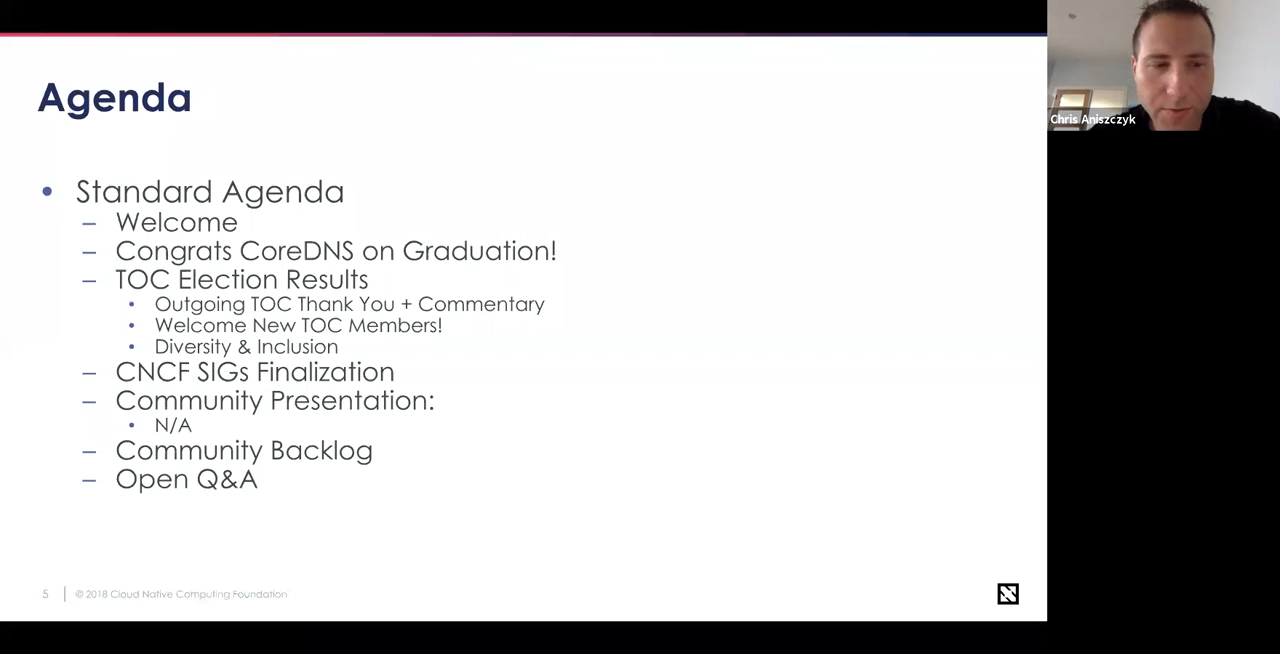 Agenda
• Standard Agenda
– Welcome
– Congrats CoreDNS on Graduation!
– TOC Election Results
• Outgoing TOC Thank You + Commentary
• Welcome New TOC Members!
• Diversity & Inclusion
– CNCF SIGs Finalization
– Community Presentation:
• N/A
– Community Backlog
– Open Q&A
5 © 2018 Cloud Native Computing Foundation
Chris Aniszczyk